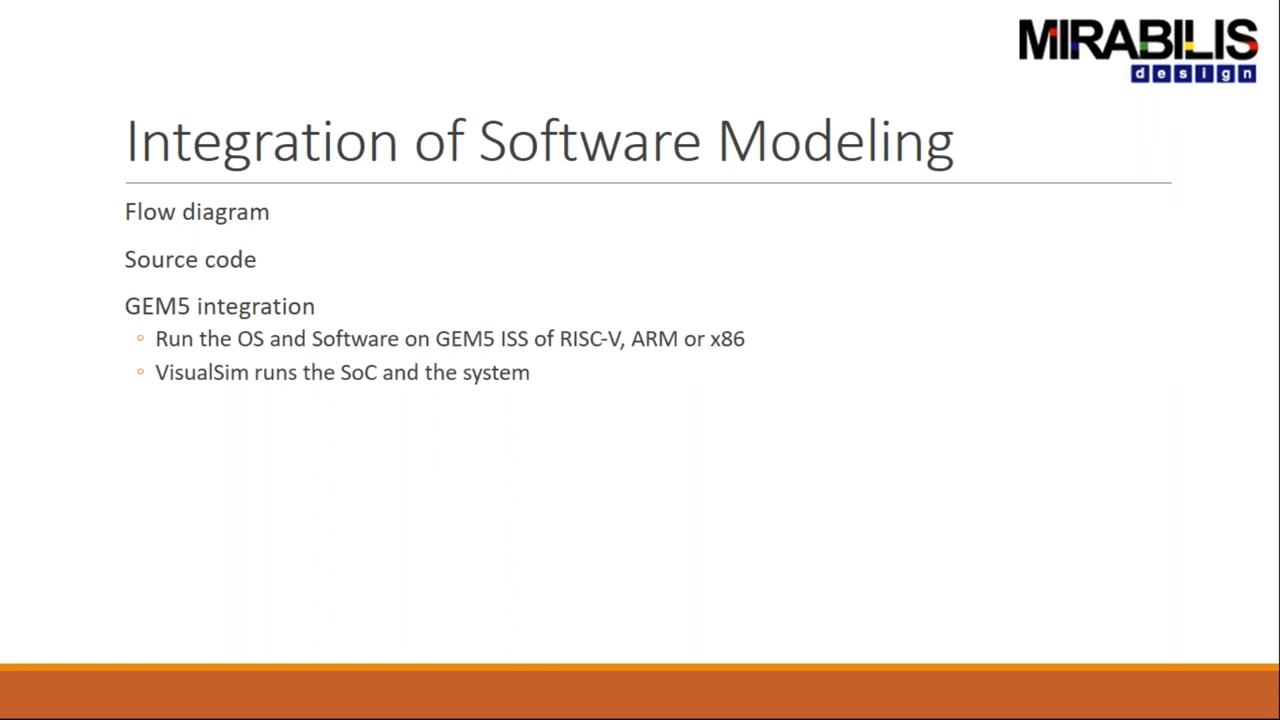 MIRABILIS
design
Integration of Software Modeling
Flow diagram
Source code
GEM5 integration
◦ Run the OS and Software on GEM5 ISS of RISC-V, ARM or x86
◦ VisualSim runs the SoC and the system